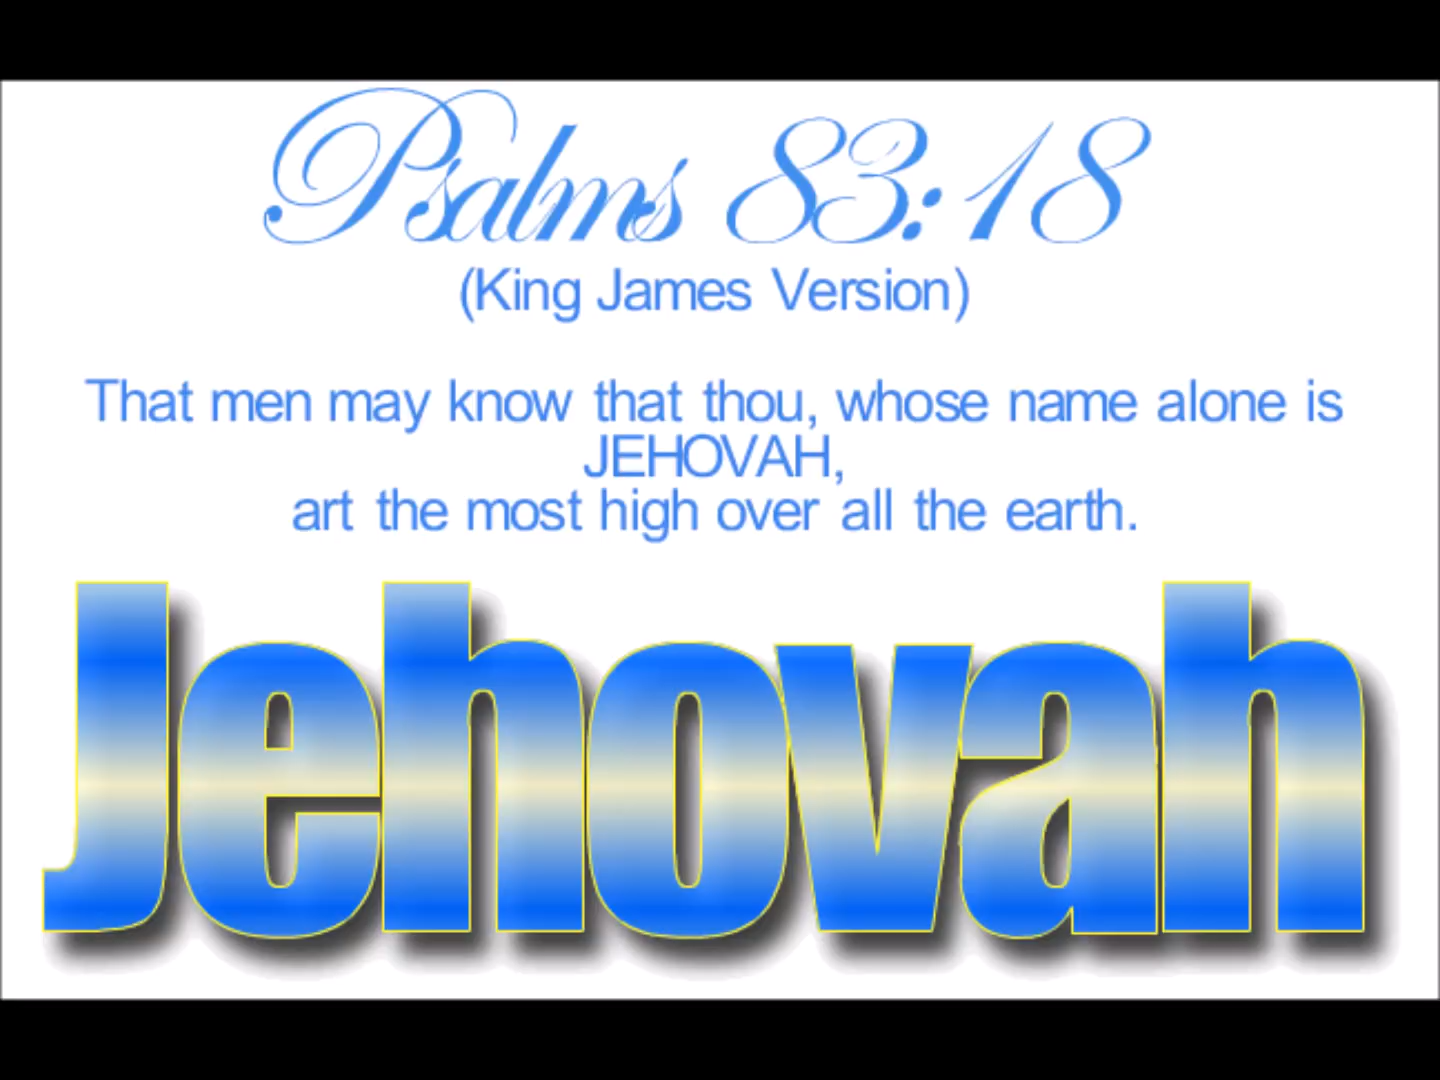 Psalms 83:18
(King James Version)
That men may know that thou, whose name alone is
JEHOVAH,
art the most high over all the earth.
Jehovah